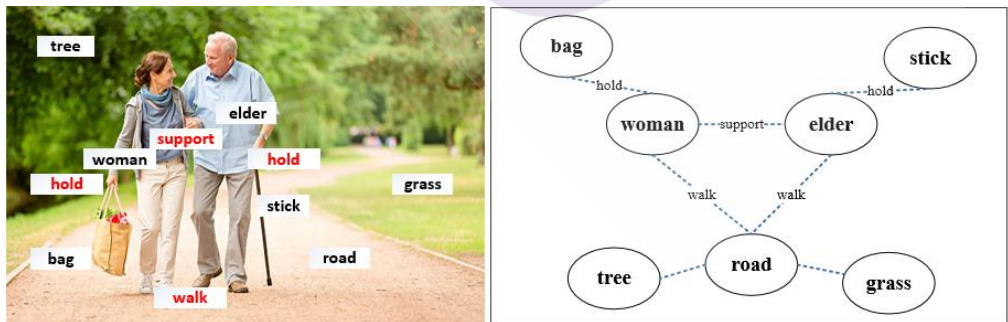 tree
elder
support
woman
hold
hold
grass
stick
bag
road
walk
bag
stick
hold
hold
woman
support
elder
walk
walk
tree
road
grass